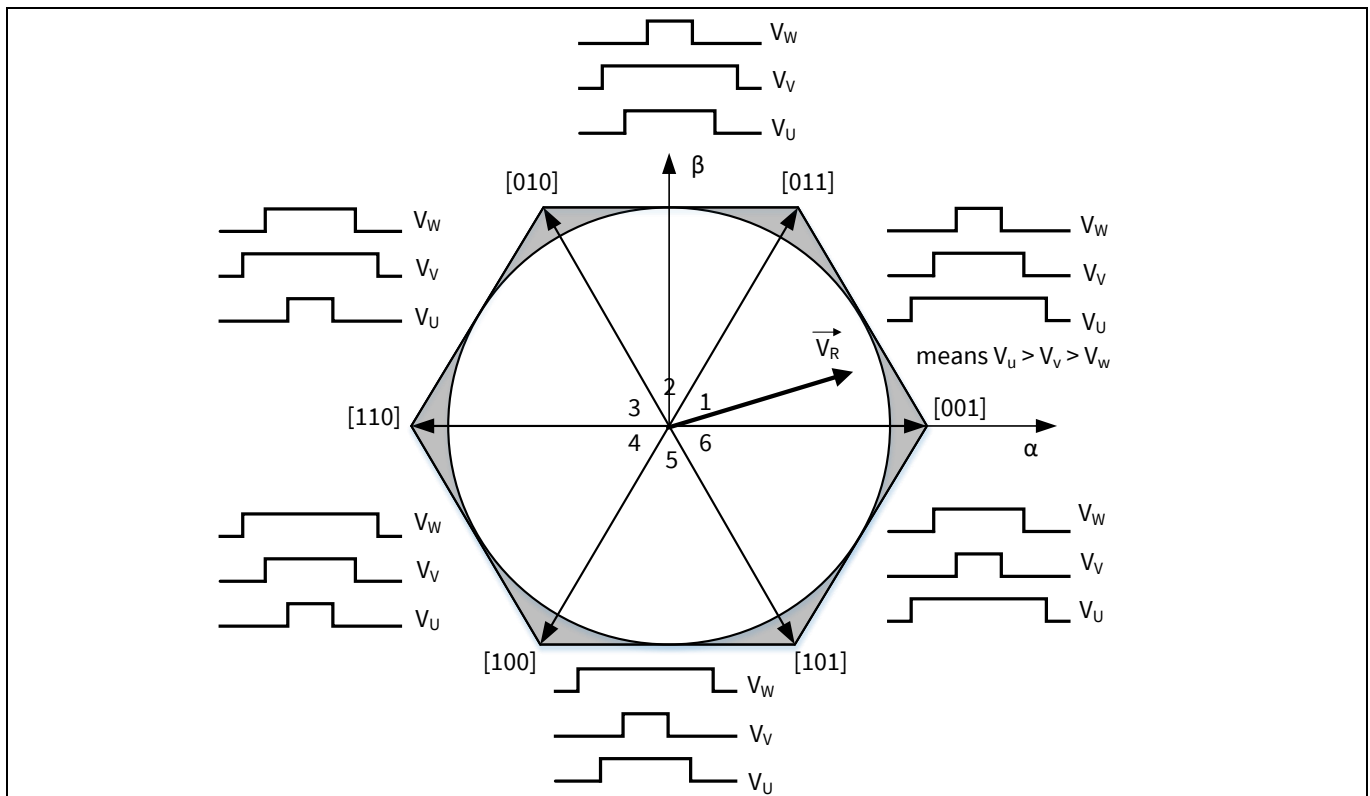 V_W
V_V
V_U
β
[010]
[011]
V_W
V_V
V_U
V_W
V_V
V_U
means V_u > V_v > V_w
V_R
2
3
1
[110]
[001]
4
6
5
α
V_W
V_V
V_U
V_W
V_V
V_U
[100]
[101]
V_W
V_V
V_U